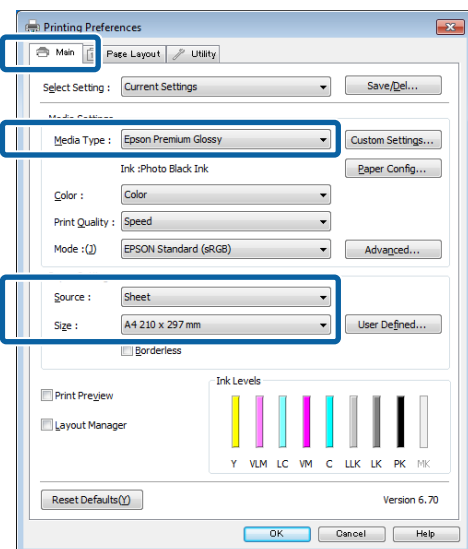 Printing Preferences
Main Page Layout Utility
Select Setting : Current Settings Save/Del...
Media Settings
Media Type : Epson Premium Glossy Custom Settings...
Ink :Photo Black Ink Paper Config...
Color : Color
Print Quality : Speed
Mode :(J) EPSON Standard (sRGB) Advanced...
Source : Sheet
Size : A4 210 x 297 mm User Defined...
Borderless
Ink Levels
Print Preview
Layout Manager
Y VLM LC VM C LLK LK PK MK
Reset Defaults(Y) Version 6.70
OK Cancel Help